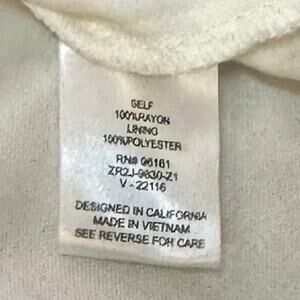 SELF
100%RAYON
LINING
100%POLYESTER
RN# 96161
ZR2J-9630-Z1
V - 22116
DESIGNED IN CALIFORNIA
MADE IN VIETNAM
SEE REVERSE FOR CARE